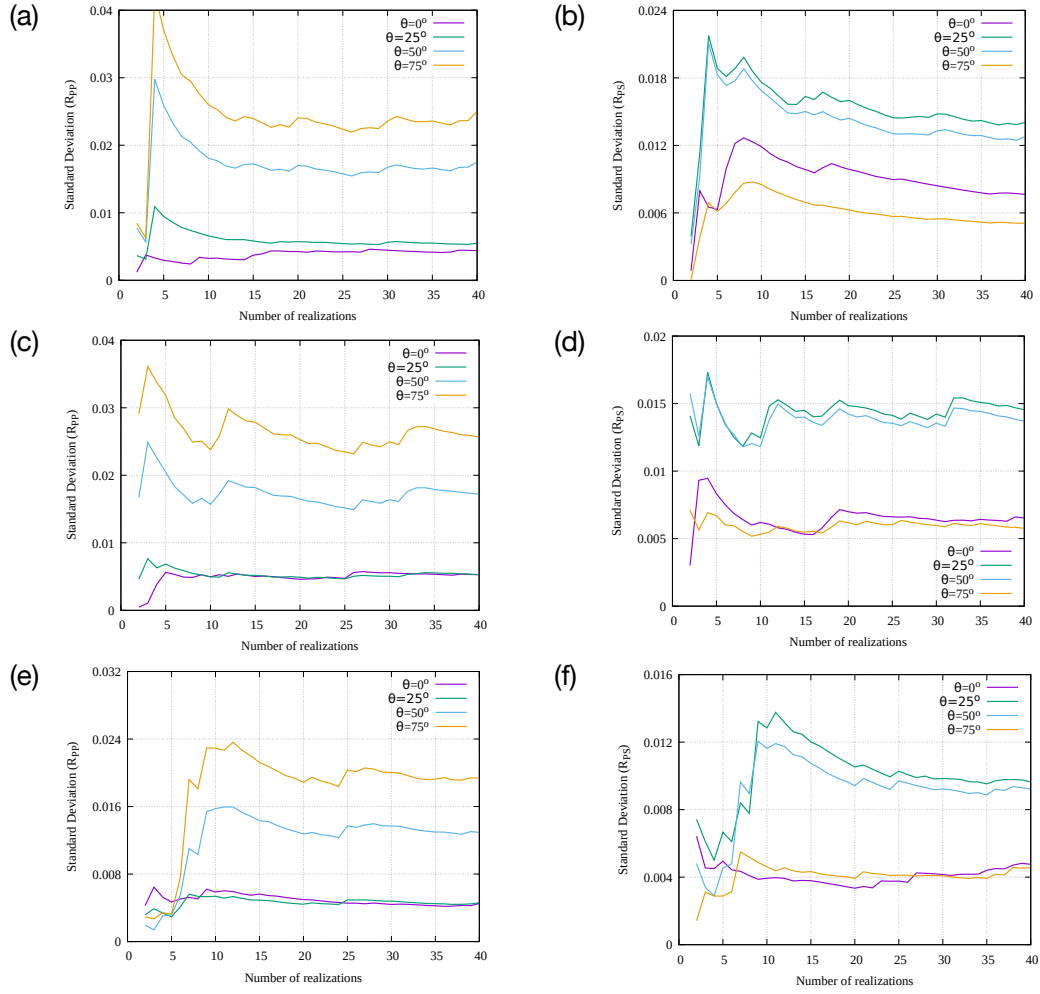 (a)
0.04
0.03
0.02
0.01
0
Standard Deviation (RPP)
θ=0º
θ=25º
θ=50º
θ=75º
0 5 10 15 20 25 30 35 40
Number of realizations
(b)
0.024
0.018
0.012
0.006
0
Standard Deviation (RPS)
θ=0º
θ=25º
θ=50º
θ=75º
0 5 10 15 20 25 30 35 40
Number of realizations
(c)
0.04
0.03
0.02
0.01
0
Standard Deviation (RPP)
θ=0º
θ=25º
θ=50º
θ=75º
0 5 10 15 20 25 30 35 40
Number of realizations
(d)
0.02
0.015
0.01
0.005
0
Standard Deviation (RPS)
θ=0º
θ=25º
θ=50º
θ=75º
0 5 10 15 20 25 30 35 40
Number of realizations
(e)
0.032
0.024
0.016
0.008
0
Standard Deviation (RPP)
θ=0º
θ=25º
θ=50º
θ=75º
0 5 10 15 20 25 30 35 40
Number of realizations
(f)
0.016
0.012
0.008
0.004
0
Standard Deviation (RPS)
θ=0º
θ=25º
θ=50º
θ=75º
0 5 10 15 20 25 30 35 40
Number of realizations